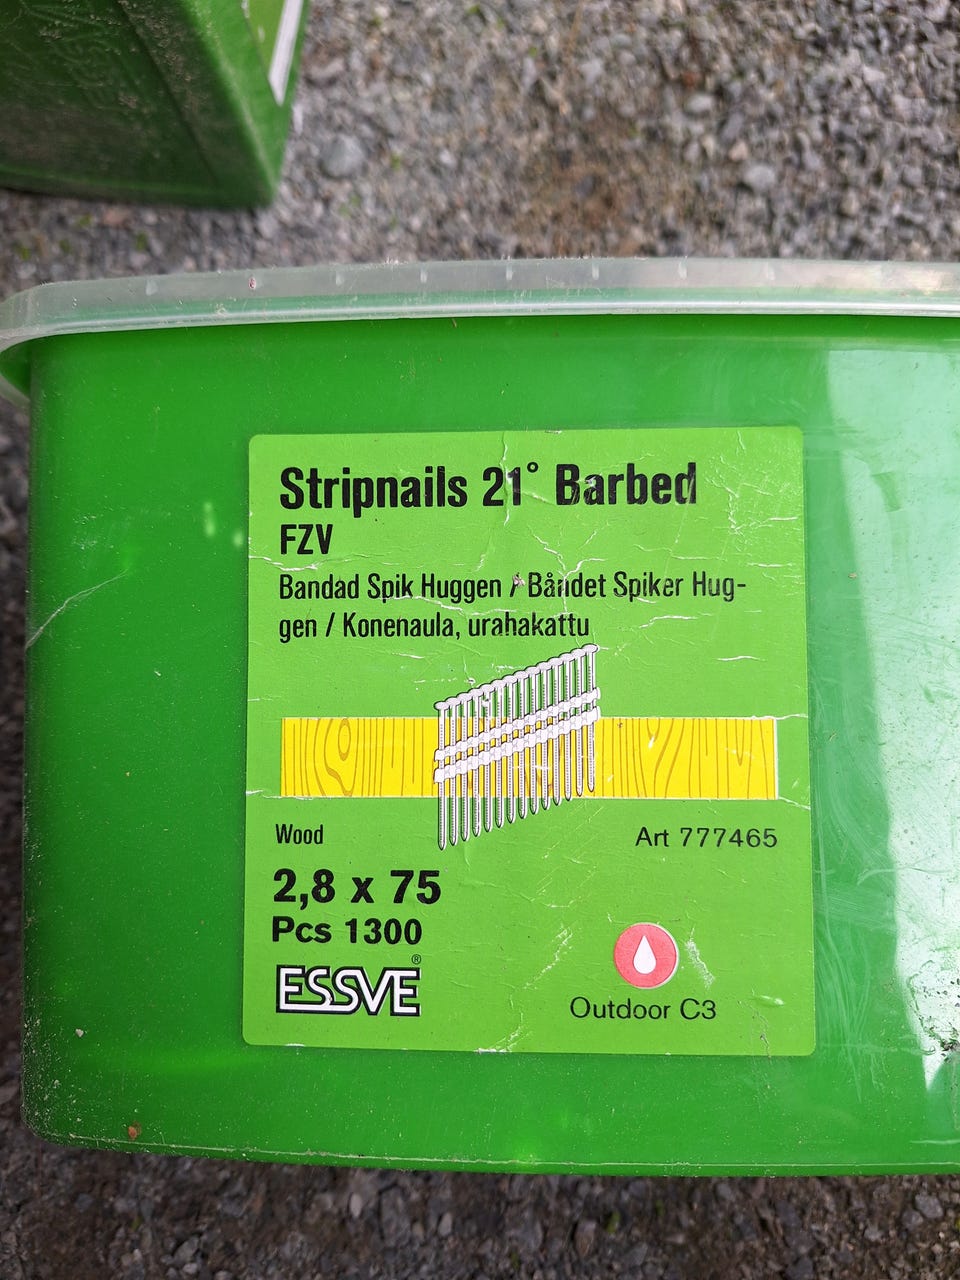 Stripnails 21° Barbed
FZV
Bandad Spik Huggen / Båndet Spiker Hug-
gen / Konenaula, urahakattu
Wood
Art 777465
2,8 x 75
Pcs 1300
ESSVE®
Outdoor C3